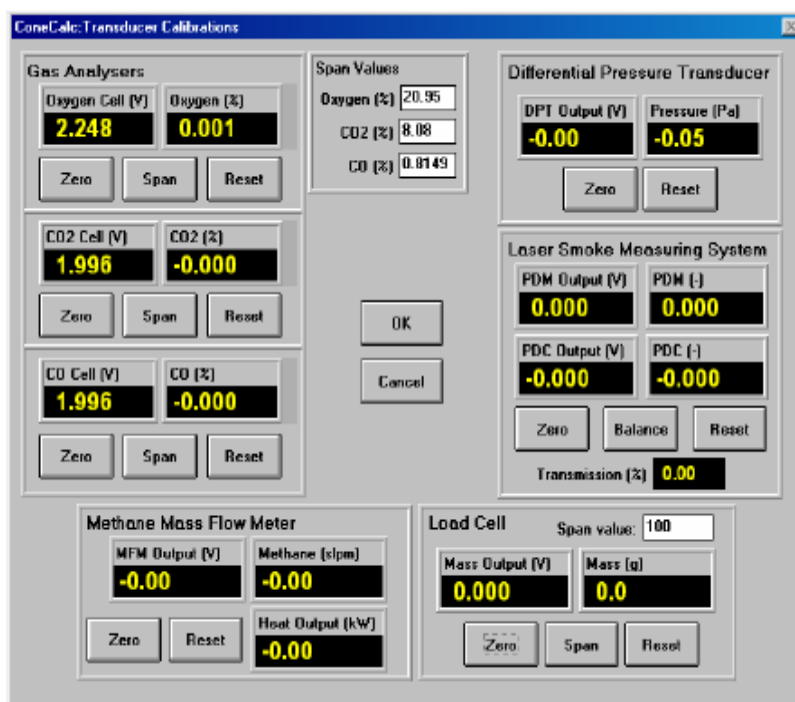 ConeCalc:Transducer Calibrations
Gas Analysers
Oxygen Cell (V)
Oxygen (%)
2.248
0.001
Zero
Span
Reset
CO2 Cell (V)
CO2 (%)
1.996
-0.000
Zero
Span
Reset
CO Cell (V)
CO (%)
1.996
-0.000
Zero
Span
Reset
Span Values
Oxygen (%) 20.95
CO2 (%) 8.08
CO (%) 0.8149
OK
Cancel
Differential Pressure Transducer
DPT Output (V)
Pressure (Pa)
-0.00
-0.05
Zero
Reset
Laser Smoke Measuring System
PDM Output (V)
PDM (-)
0.000
0.000
PDC Output (V)
PDC (-)
-0.000
-0.000
Zero
Balance
Reset
Transmission (%) 0.00
Methane Mass Flow Meter
MFM Output (V)
Methane (slpm)
-0.00
-0.00
Zero
Reset
Heat Output (kW)
-0.00
Load Cell
Span value: 100
Mass Output (V)
Mass (g)
0.000
0.0
Zero
Span
Reset